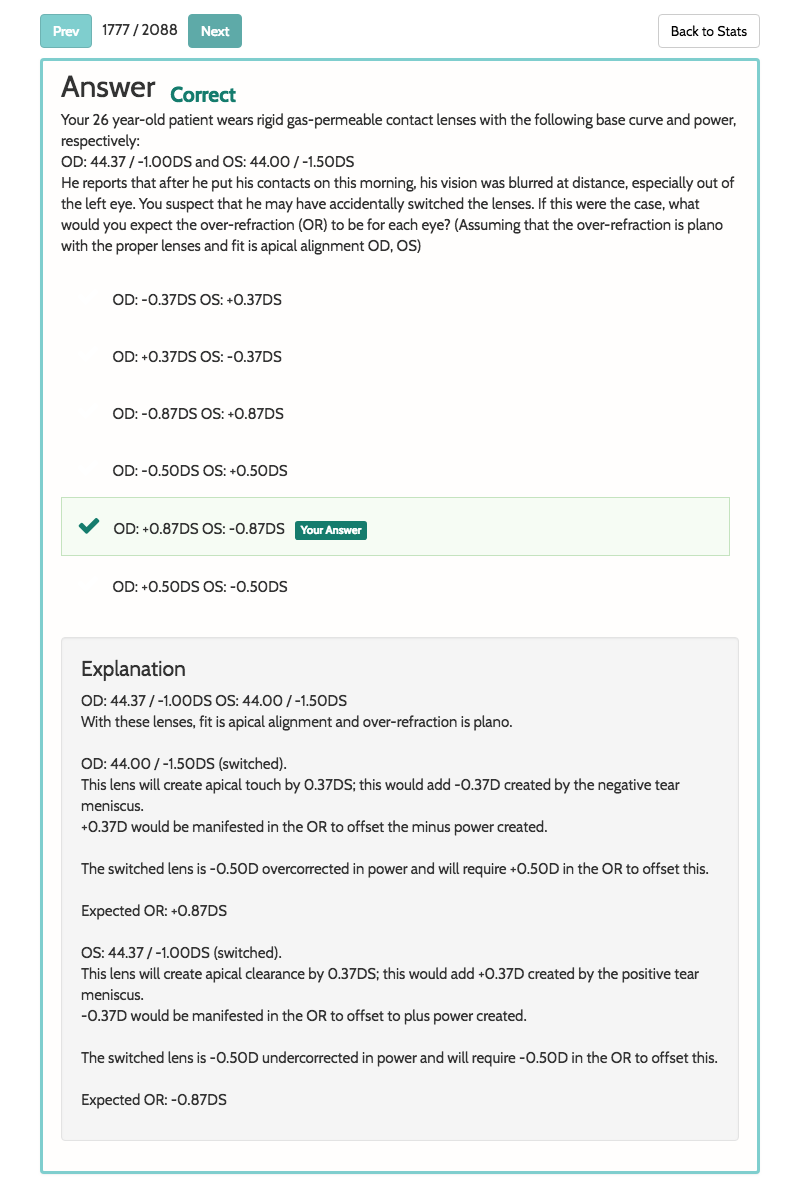 Prev 1777 / 2088 Next Back to Stats
Answer Correct
Your 26 year-old patient wears rigid gas-permeable contact lenses with the following base curve and power,
respectively:
OD: 44.37 / -1.00DS and OS: 44.00 / -1.50DS
He reports that after he put his contacts on this morning, his vision was blurred at distance, especially out of
the left eye. You suspect that he may have accidentally switched the lenses. If this were the case, what
would you expect the over-refraction (OR) to be for each eye? (Assuming that the over-refraction is plano
with the proper lenses and fit is apical alignment OD, OS)
OD: -0.37DS OS: +0.37DS
OD: +0.37DS OS: -0.37DS
OD: -0.87DS OS: +0.87DS
OD: -0.50DS OS: +0.50DS
OD: +0.87DS OS: -0.87DS Your Answer
OD: +0.50DS OS: -0.50DS
Explanation
OD: 44.37 / -1.00DS OS: 44.00 / -1.50DS
With these lenses, fit is apical alignment and over-refraction is plano.
OD: 44.00 / -1.50DS (switched).
This lens will create apical touch by 0.37DS; this would add -0.37D created by the negative tear
meniscus.
+0.37D would be manifested in the OR to offset the minus power created.
The switched lens is -0.50D overcorrected in power and will require +0.50D in the OR to offset this.
Expected OR: +0.87DS
OS: 44.37 / -1.00DS (switched).
This lens will create apical clearance by 0.37DS; this would add +0.37D created by the positive tear
meniscus.
-0.37D would be manifested in the OR to offset to plus power created.
The switched lens is -0.50D undercorrected in power and will require -0.50D in the OR to offset this.
Expected OR: -0.87DS